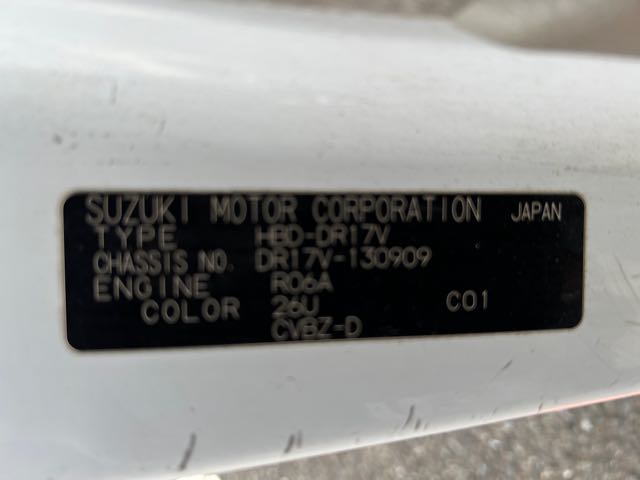 SUZUKI MOTOR CORPORATION JAPAN
TYPE HBD-DR17V
CHASSIS NO. DR17V-130909
ENGINE R06A
COLOR 26U C01
CVBZ-D